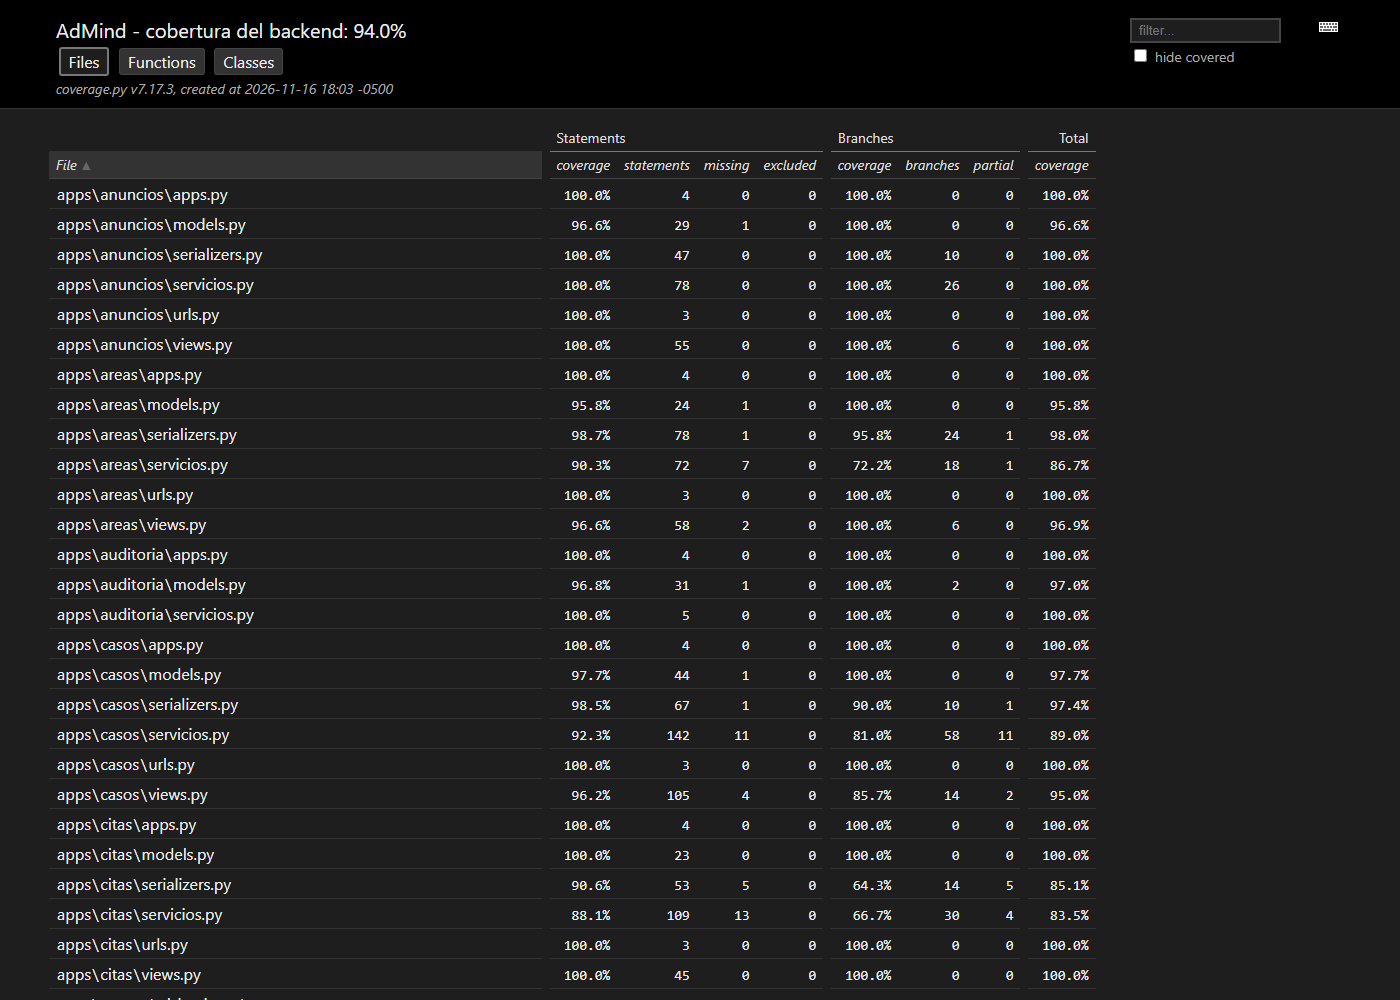 AdMind - cobertura del backend: 94.0%
filter...
Files Functions Classes
hide covered
coverage.py v7.17.3, created at 2026-11-16 18:03 -0500
Statements Branches Total
File ▲ coverage statements missing excluded coverage branches partial coverage
apps\anuncios\apps.py 100.0% 4 0 0 100.0% 0 0 100.0%
apps\anuncios\models.py 96.6% 29 1 0 100.0% 0 0 96.6%
apps\anuncios\serializers.py 100.0% 47 0 0 100.0% 10 0 100.0%
apps\anuncios\servicios.py 100.0% 78 0 0 100.0% 26 0 100.0%
apps\anuncios\urls.py 100.0% 3 0 0 100.0% 0 0 100.0%
apps\anuncios\views.py 100.0% 55 0 0 100.0% 6 0 100.0%
apps\areas\apps.py 100.0% 4 0 0 100.0% 0 0 100.0%
apps\areas\models.py 95.8% 24 1 0 100.0% 0 0 95.8%
apps\areas\serializers.py 98.7% 78 1 0 95.8% 24 1 98.0%
apps\areas\servicios.py 90.3% 72 7 0 72.2% 18 1 86.7%
apps\areas\urls.py 100.0% 3 0 0 100.0% 0 0 100.0%
apps\areas\views.py 96.6% 58 2 0 100.0% 6 0 96.9%
apps\auditoria\apps.py 100.0% 4 0 0 100.0% 0 0 100.0%
apps\auditoria\models.py 96.8% 31 1 0 100.0% 2 0 97.0%
apps\auditoria\servicios.py 100.0% 5 0 0 100.0% 0 0 100.0%
apps\casos\apps.py 100.0% 4 0 0 100.0% 0 0 100.0%
apps\casos\models.py 97.7% 44 1 0 100.0% 0 0 97.7%
apps\casos\serializers.py 98.5% 67 1 0 90.0% 10 1 97.4%
apps\casos\servicios.py 92.3% 142 11 0 81.0% 58 11 89.0%
apps\casos\urls.py 100.0% 3 0 0 100.0% 0 0 100.0%
apps\casos\views.py 96.2% 105 4 0 85.7% 14 2 95.0%
apps\citas\apps.py 100.0% 4 0 0 100.0% 0 0 100.0%
apps\citas\models.py 100.0% 23 0 0 100.0% 0 0 100.0%
apps\citas\serializers.py 90.6% 53 5 0 64.3% 14 5 85.1%
apps\citas\servicios.py 88.1% 109 13 0 66.7% 30 4 83.5%
apps\citas\urls.py 100.0% 3 0 0 100.0% 0 0 100.0%
apps\citas\views.py 100.0% 45 0 0 100.0% 0 0 100.0%